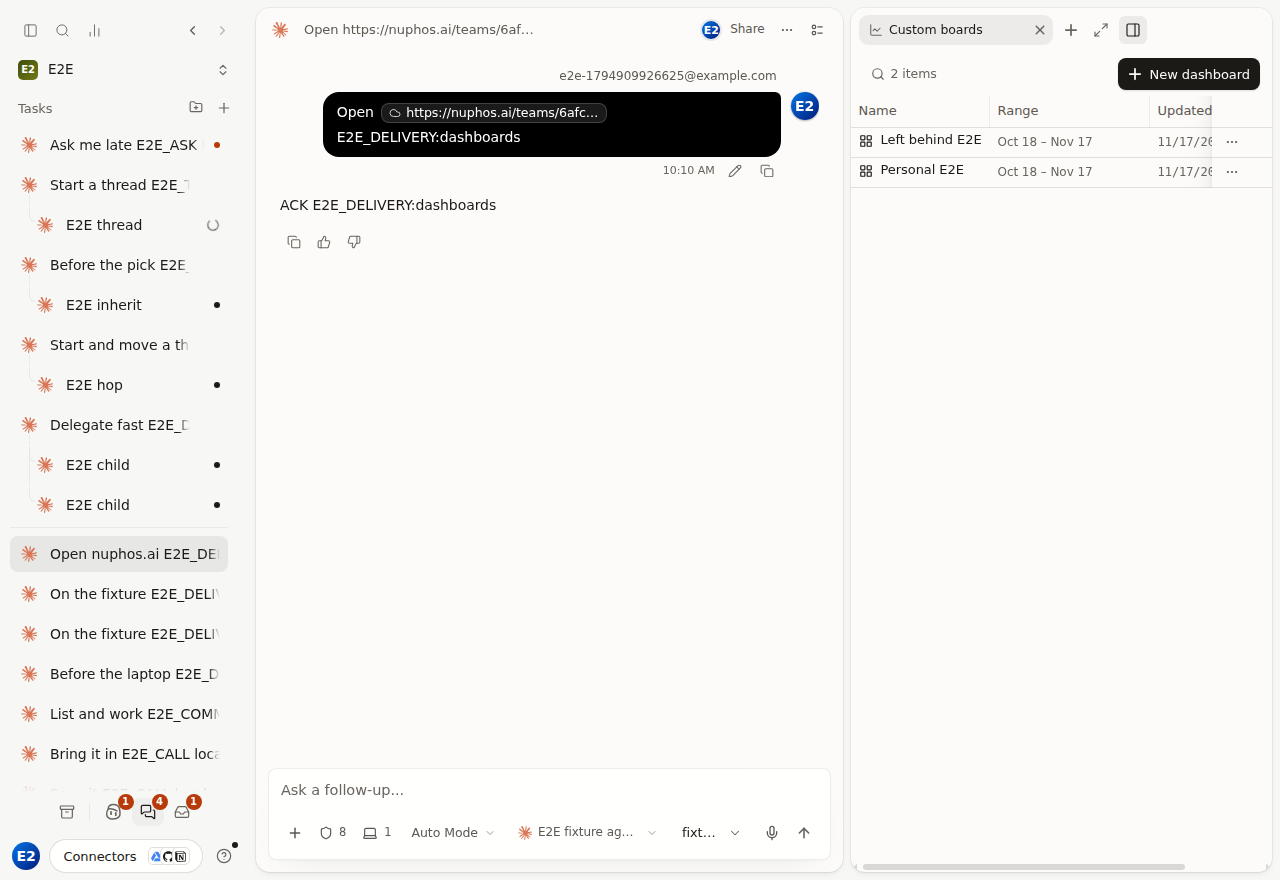 Open https://nuphos.ai/teams/6af…
E2 Share
Custom boards
E2 E2E
Tasks
Ask me late E2E_ASK
Start a thread E2E_
E2E thread
Before the pick E2E_
E2E inherit
Start and move a th
E2E hop
Delegate fast E2E_D
E2E child
E2E child
Open nuphos.ai E2E_DE
On the fixture E2E_DELIV
On the fixture E2E_DELIV
Before the laptop E2E_D
List and work E2E_COMM
Bring it in E2E_CALL loca
1 4 1
E2 Connectors
e2e-1794909926625@example.com
E2
Open https://nuphos.ai/teams/6afc…
E2E_DELIVERY:dashboards
10:10 AM
ACK E2E_DELIVERY:dashboards
Ask a follow-up…
8 1 Auto Mode E2E fixture ag… fixt…
2 items New dashboard
Name Range Updated
Left behind E2E Oct 18 – Nov 17 11/17/26
Personal E2E Oct 18 – Nov 17 11/17/26